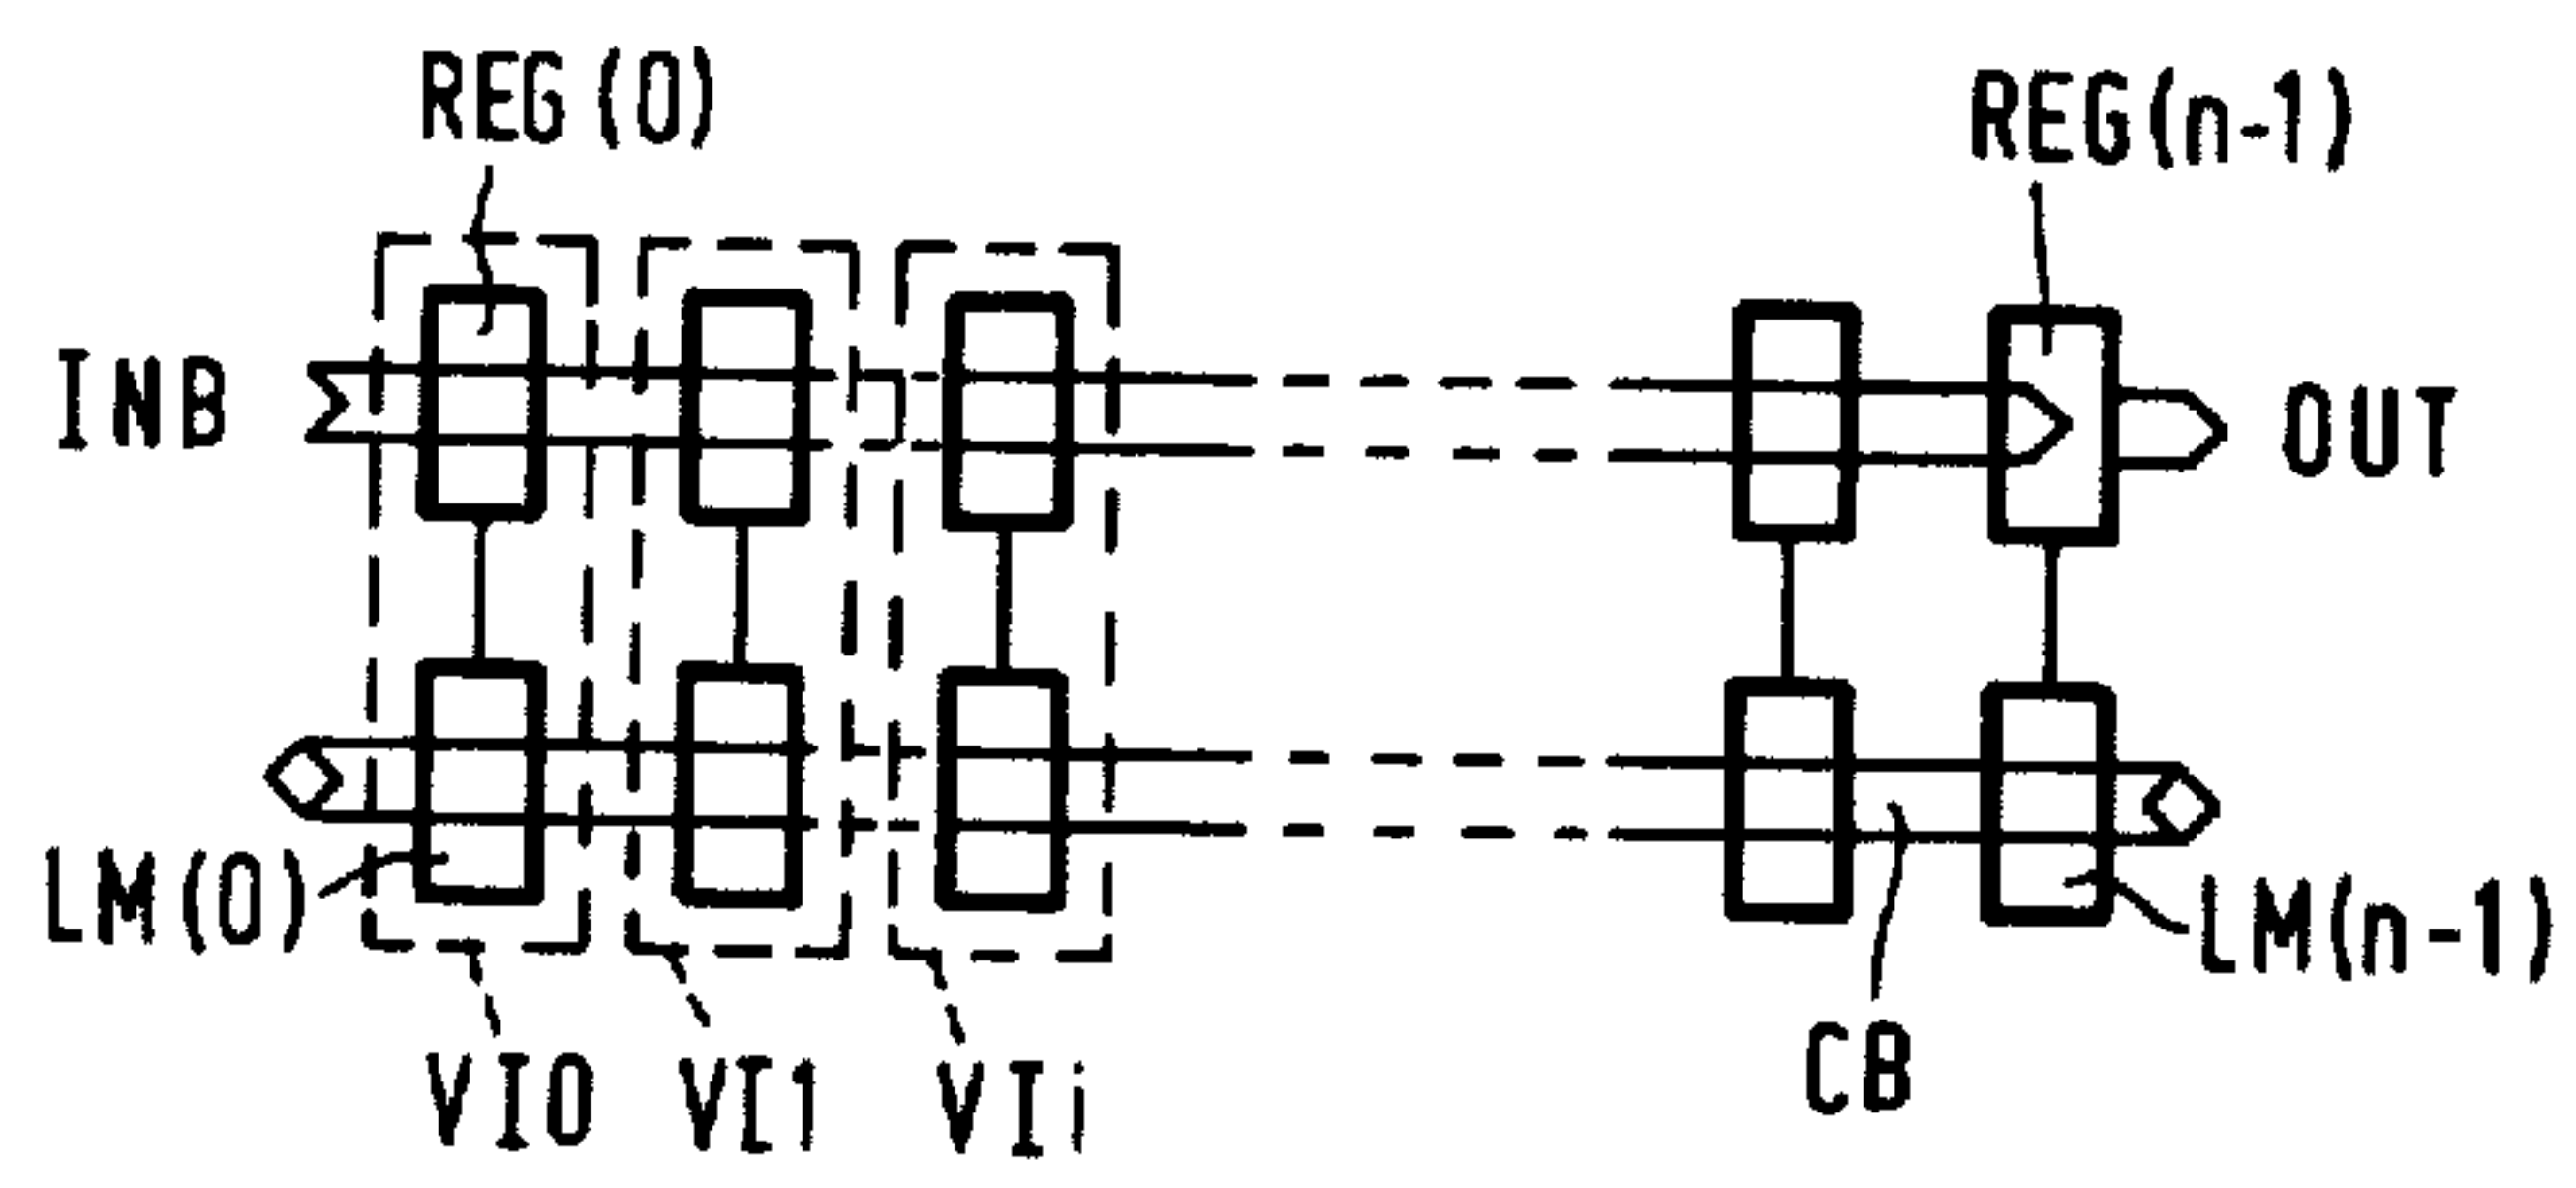 REG(0)
REG(n-1)
INB
OUT
LM(0)
LM(n-1)
VI0
VI1
VIi
CB